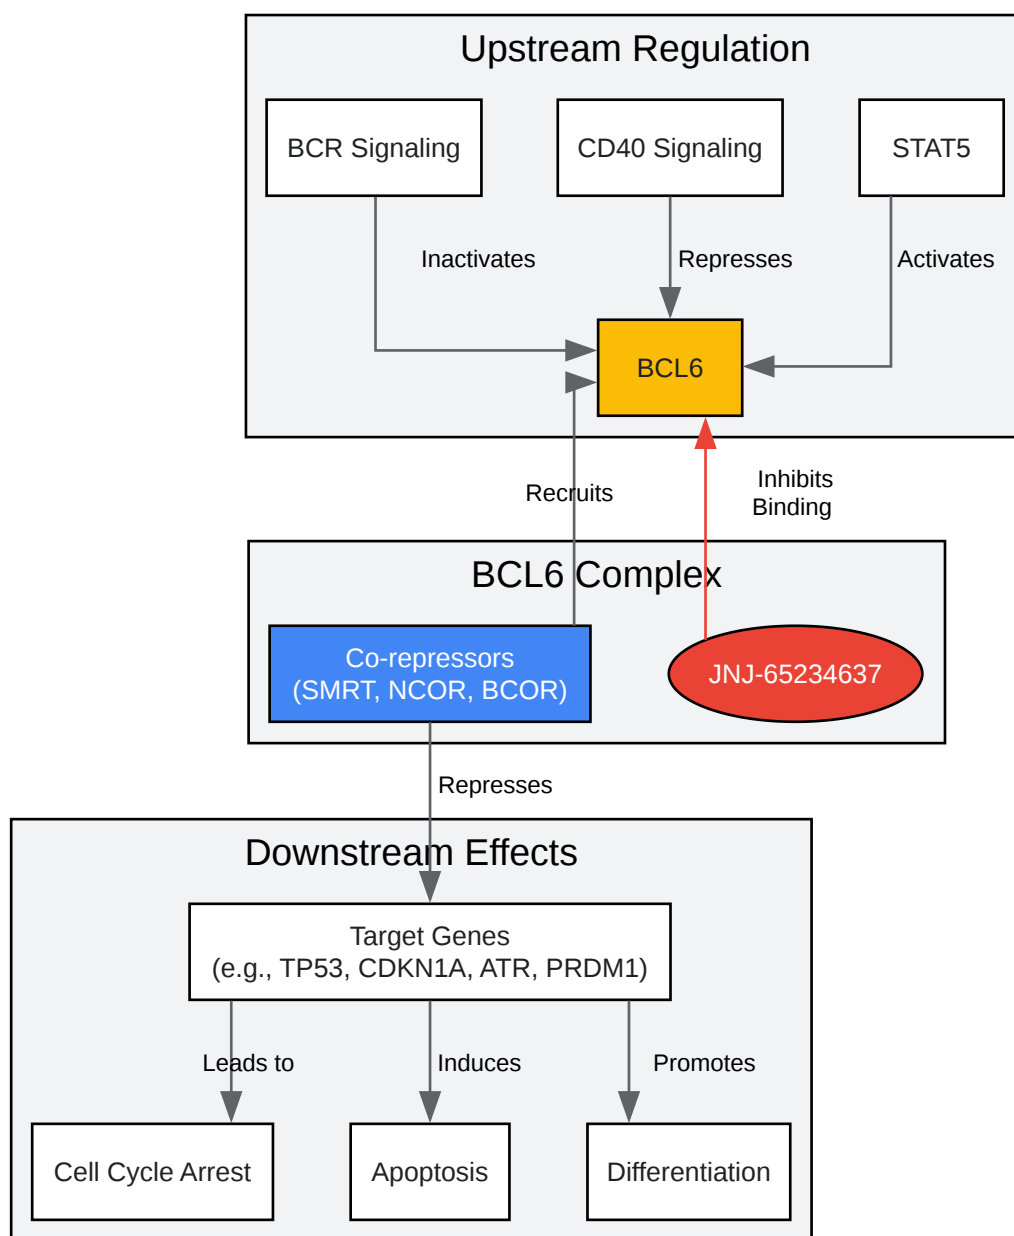 Upstream Regulation
BCR Signaling
CD40 Signaling
STAT5
Inactivates
Represses
Activates
BCL6
Recruits
Inhibits
Binding
BCL6 Complex
Co-repressors
(SMRT, NCOR, BCOR)
JNJ-65234637
Represses
Downstream Effects
Target Genes
(e.g., TP53, CDKN1A, ATR, PRDM1)
Leads to
Induces
Promotes
Cell Cycle Arrest
Apoptosis
Differentiation